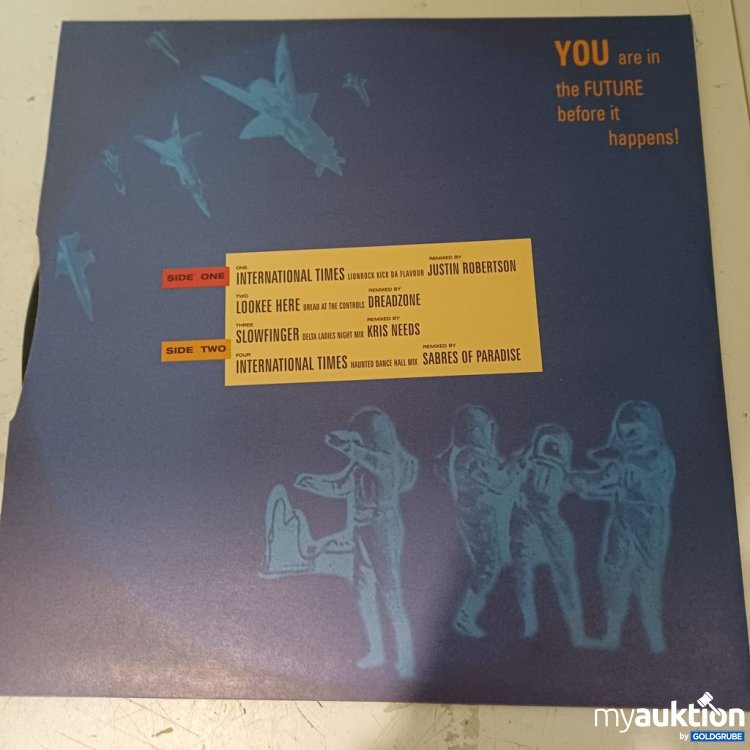 YOU are in
the FUTURE
before it
happens!
SIDE ONE
ONE
INTERNATIONAL TIMES LIONROCK KICK DA FLAVOUR REMIXED BY JUSTIN ROBERTSON
TWO
LOOKEE HERE DREAD AT THE CONTROLS REMIXED BY DREADZONE
THREE
SLOWFINGER DELTA LADIES NIGHT MIX REMIXED BY KRIS NEEDS
SIDE TWO
FOUR
INTERNATIONAL TIMES HAUNTED DANCE HALL MIX REMIXED BY SABRES OF PARADISE
myauktion
by GOLDGRUBE